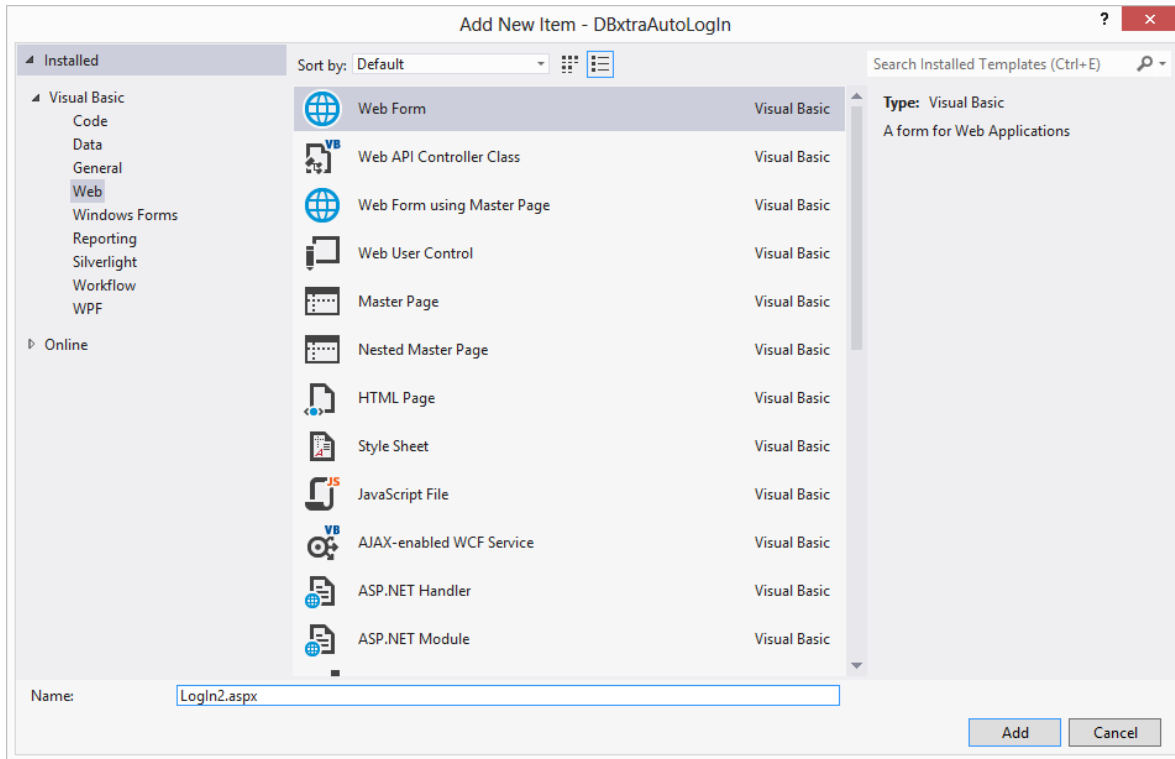 Add New Item - DBxtraAutoLogIn
?
Installed
Sort by: Default
Search Installed Templates (Ctrl+E)
Visual Basic
Code
Data
General
Web
Windows Forms
Reporting
Silverlight
Workflow
WPF
Online
Web Form Visual Basic
VB
Web API Controller Class Visual Basic
Web Form using Master Page Visual Basic
Web User Control Visual Basic
Master Page Visual Basic
Nested Master Page Visual Basic
HTML Page Visual Basic
Style Sheet Visual Basic
JS
JavaScript File Visual Basic
VB
AJAX-enabled WCF Service Visual Basic
ASP.NET Handler Visual Basic
ASP.NET Module Visual Basic
Type: Visual Basic
A form for Web Applications
Name: LogIn2.aspx
Add Cancel